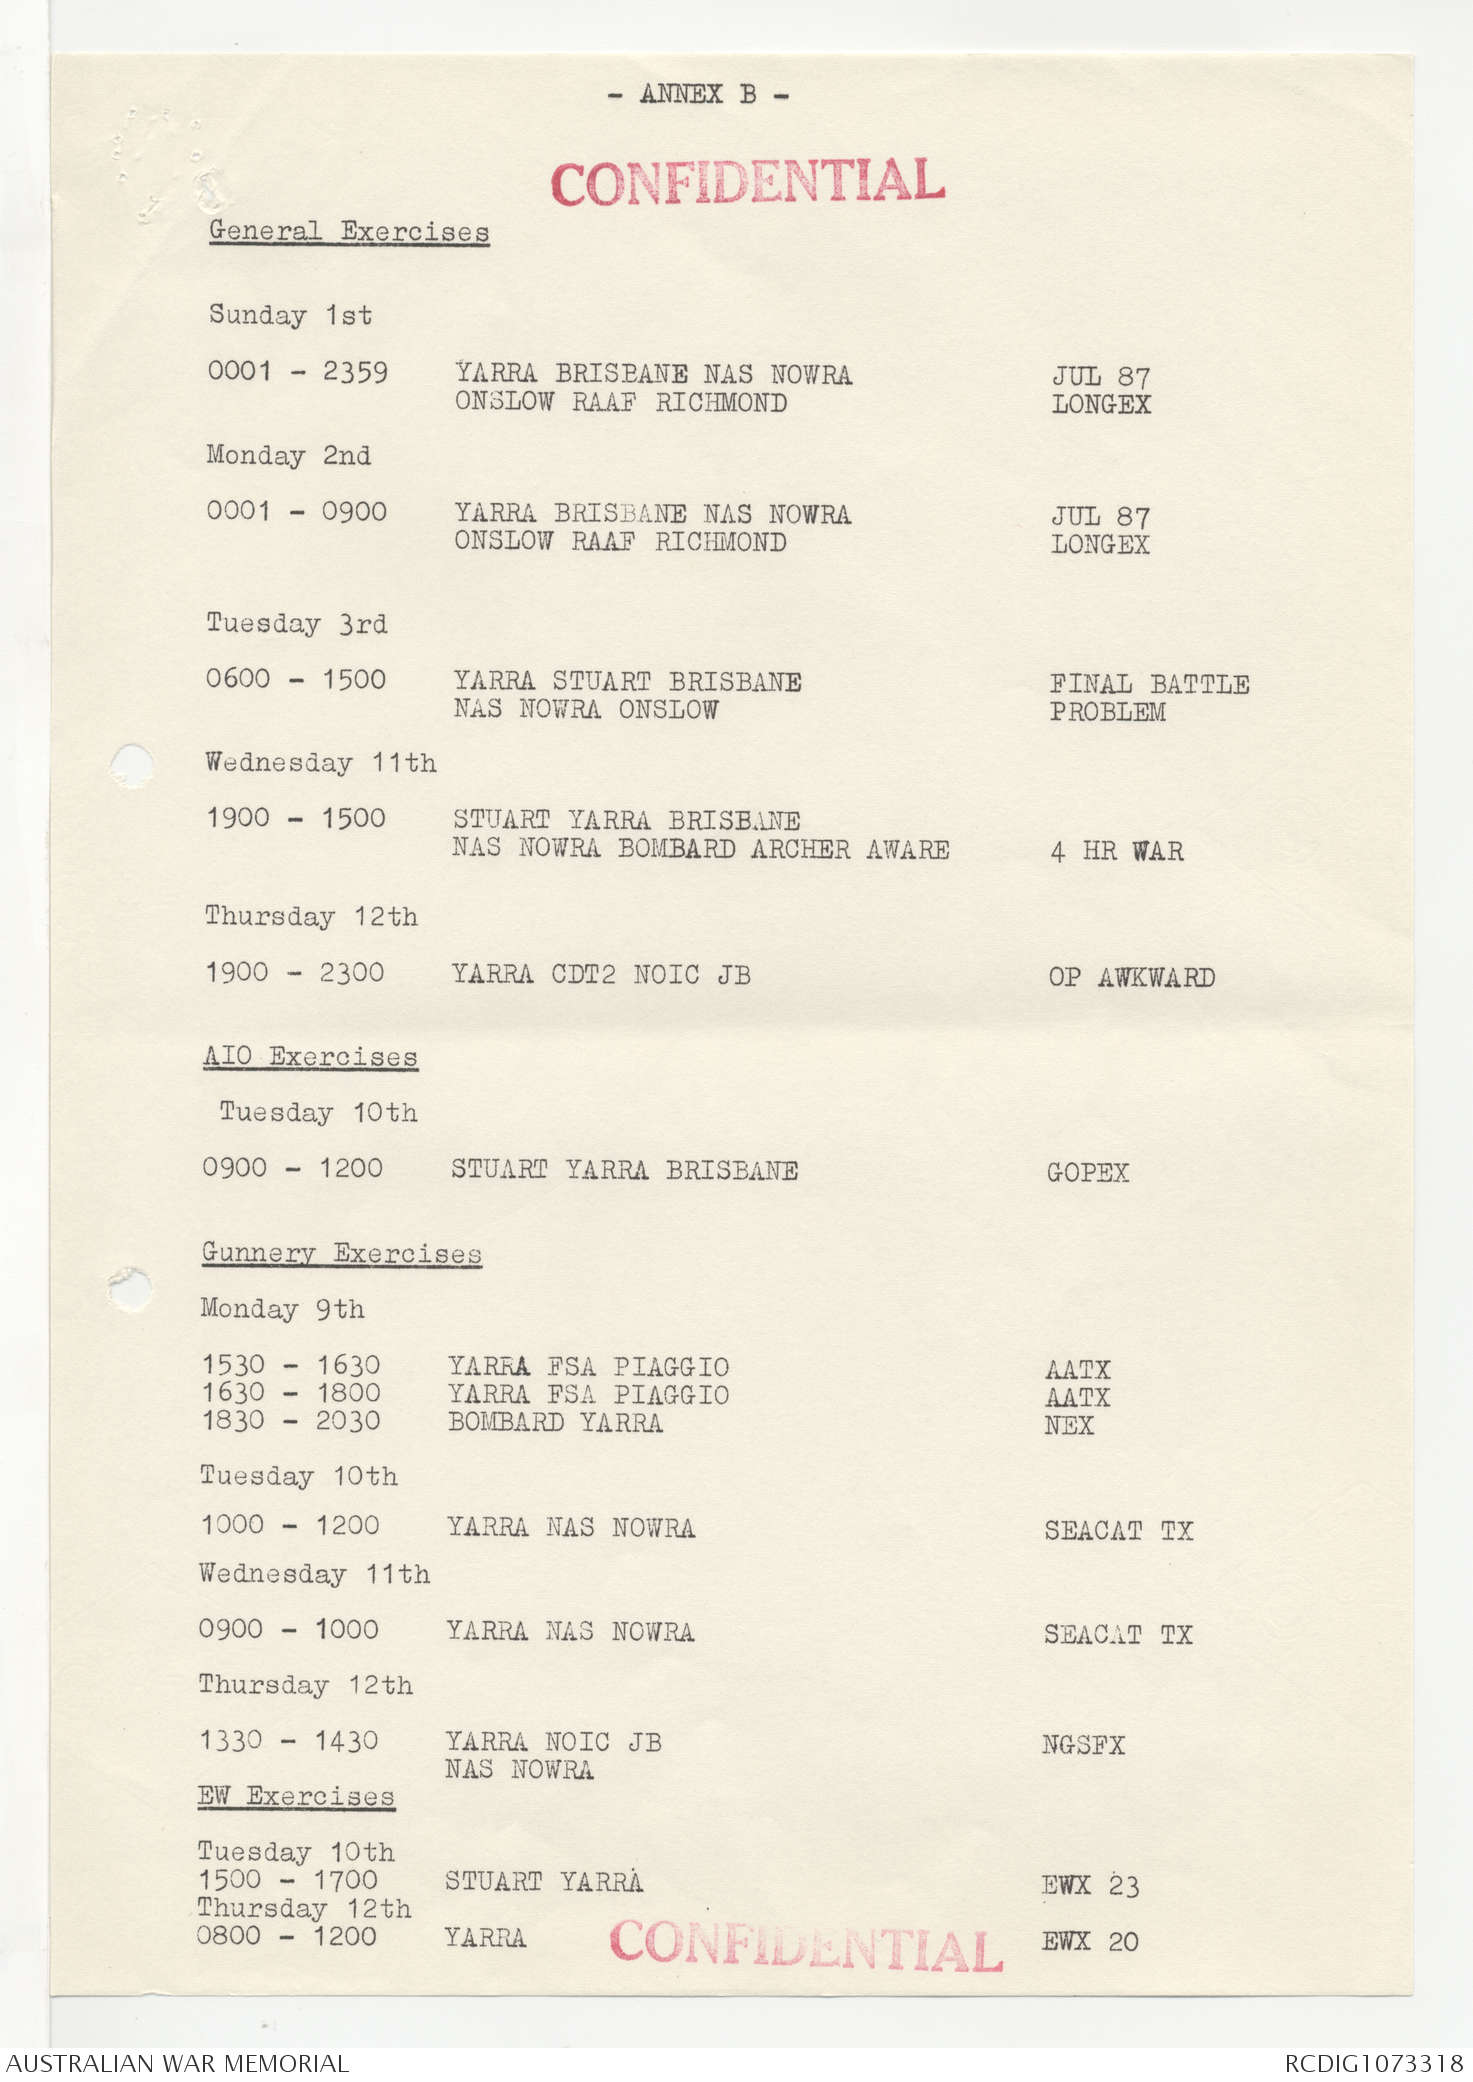 - ANNEX B -
CONFIDENTIAL
General Exercises
Sunday 1st
0001 - 2359 YARRA BRISBANE NAS NOWRA JUL 87
ONSLOW RAAF RICHMOND LONGEX
Monday 2nd
0001 - 0900 YARRA BRISBANE NAS NOWRA JUL 87
ONSLOW RAAF RICHMOND LONGEX
Tuesday 3rd
0600 - 1500 YARRA STUART BRISBANE FINAL BATTLE
NAS NOWRA ONSLOW PROBLEM
Wednesday 11th
1900 - 1500 STUART YARRA BRISBANE
NAS NOWRA BOMBARD ARCHER AWARE 4 HR WAR
Thursday 12th
1900 - 2300 YARRA CDT2 NOIC JB OP AWKWARD
AIO Exercises
Tuesday 10th
0900 - 1200 STUART YARRA BRISBANE GOPEX
Gunnery Exercises
Monday 9th
1530 - 1630 YARRA FSA PIAGGIO AATX
1630 - 1800 YARRA FSA PIAGGIO AATX
1830 - 2030 BOMBARD YARRA NEX
Tuesday 10th
1000 - 1200 YARRA NAS NOWRA SEACAT TX
Wednesday 11th
0900 - 1000 YARRA NAS NOWRA SEACAT TX
Thursday 12th
1330 - 1430 YARRA NOIC JB NGSFX
NAS NOWRA
EW Exercises
Tuesday 10th
1500 - 1700 STUART YARRA EWX 23
Thursday 12th
0800 - 1200 YARRA EWX 20
CONFIDENTIAL
AUSTRALIAN WAR MEMORIAL RCDIG1073318